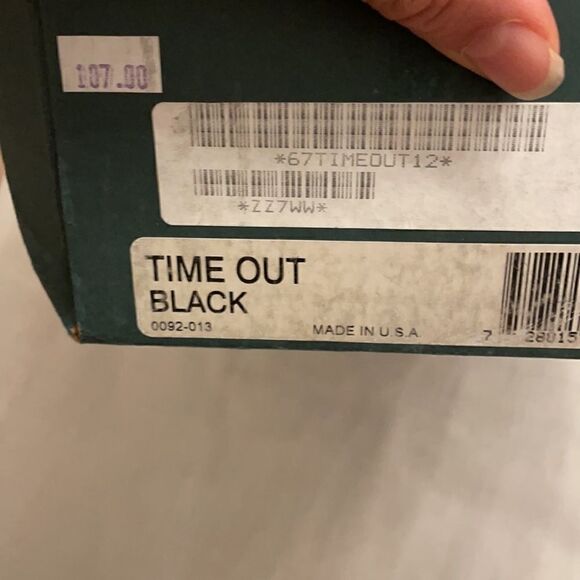 107.00
*67TIMEOUT12*
*ZZ7WW*
TIME OUT
BLACK
0092-013
MADE IN U.S.A.
7 28015